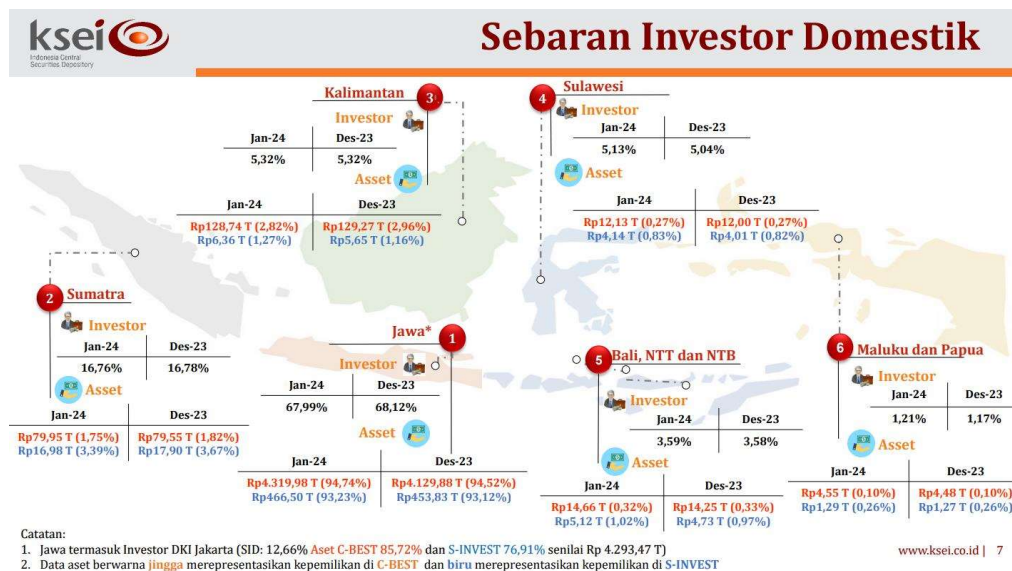 ksei
Indonesia Central
Securities Depository
Sebaran Investor Domestik
Kalimantan 3
Investor
Jan-24 Des-23
5,32% 5,32%
Asset
Jan-24 Des-23
Rp128,74 T (2,82%) Rp129,27 T (2,96%)
Rp6,36 T (1,27%) Rp5,65 T (1,16%)
4 Sulawesi
Investor
Jan-24 Des-23
5,13% 5,04%
Asset
Jan-24 Des-23
Rp12,13 T (0,27%) Rp12,00 T (0,27%)
Rp4,14 T (0,83%) Rp4,01 T (0,82%)
2 Sumatra
Investor
Jan-24 Des-23
16,76% 16,78%
Asset
Jan-24 Des-23
Rp79,95 T (1,75%) Rp79,55 T (1,82%)
Rp16,98 T (3,39%) Rp17,90 T (3,67%)
Jawa* 1
Investor
Jan-24 Des-23
67,99% 68,12%
Asset
Jan-24 Des-23
Rp4.319,98 T (94,74%) Rp4.129,88 T (94,52%)
Rp466,50 T (93,23%) Rp453,83 T (93,12%)
5 Bali, NTT dan NTB
Investor
Jan-24 Des-23
3,59% 3,58%
Asset
Jan-24 Des-23
Rp14,66 T (0,32%) Rp14,25 T (0,33%)
Rp5,12 T (1,02%) Rp4,73 T (0,97%)
6 Maluku dan Papua
Investor
Jan-24 Des-23
1,21% 1,17%
Asset
Jan-24 Des-23
Rp4,55 T (0,10%) Rp4,48 T (0,10%)
Rp1,29 T (0,26%) Rp1,27 T (0,26%)
Catatan:
1. Jawa termasuk Investor DKI Jakarta (SID: 12,66% Aset C-BEST 85,72% dan S-INVEST 76,91% senilai Rp 4.293,47 T)
2. Data aset berwarna jingga merepresentasikan kepemilikan di C-BEST dan biru merepresentasikan kepemilikan di S-INVEST
www.ksei.co.id | 7